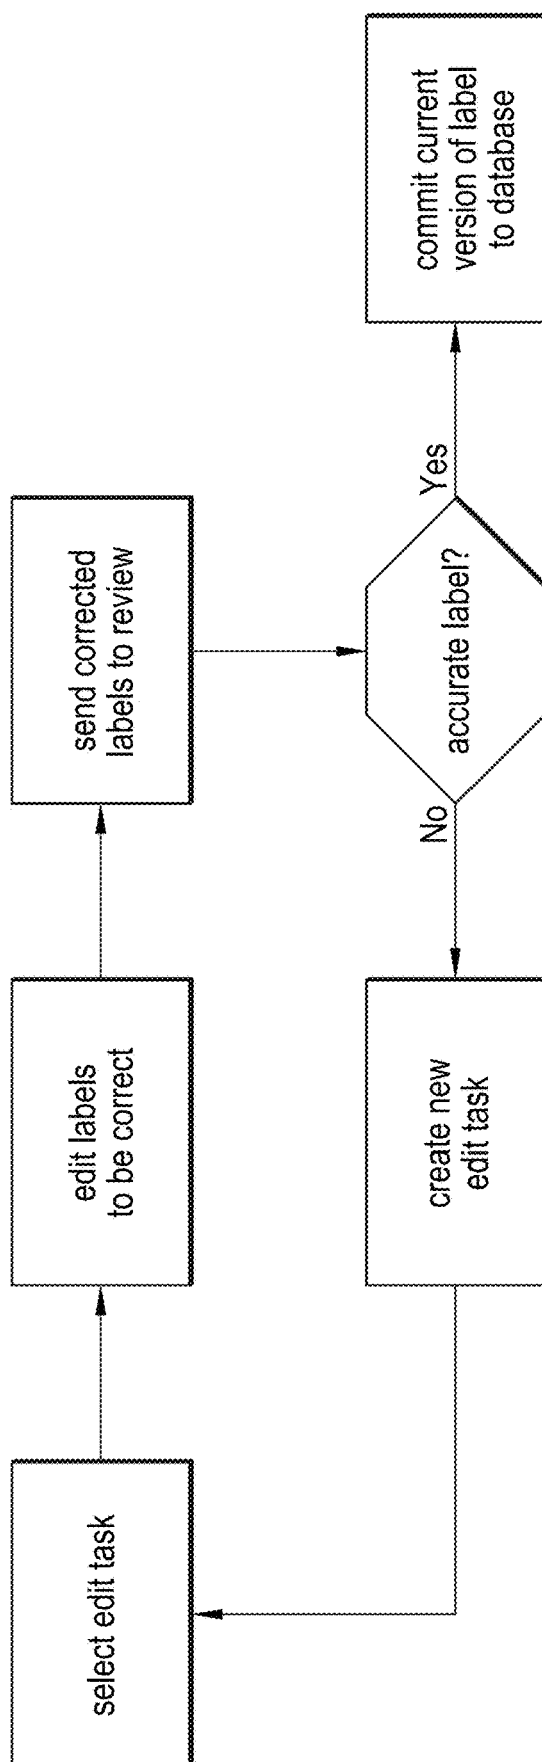 select edit task
edit labels
to be correct
send corrected
labels to review
accurate label?
Yes
commit current
version of label
to database
No
create new
edit task